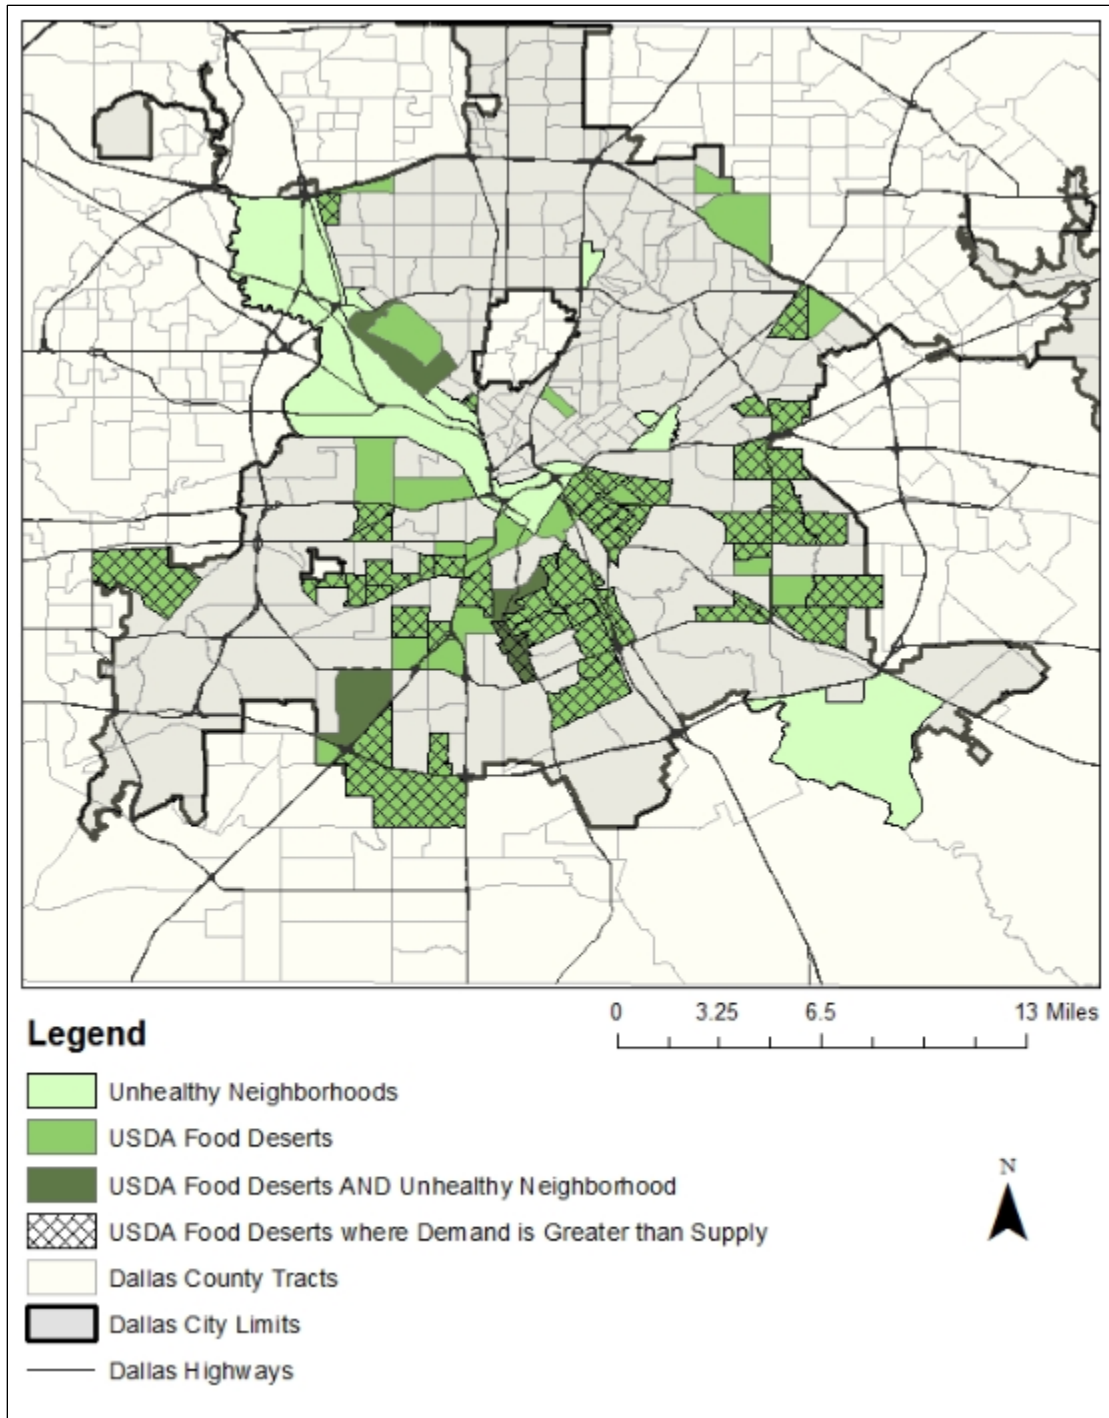 0 3.25 6.5 13 Miles
Legend
Unhealthy Neighborhoods
USDA Food Deserts
USDA Food Deserts AND Unhealthy Neighborhood
N
USDA Food Deserts where Demand is Greater than Supply
Dallas County Tracts
Dallas City Limits
Dallas Highways